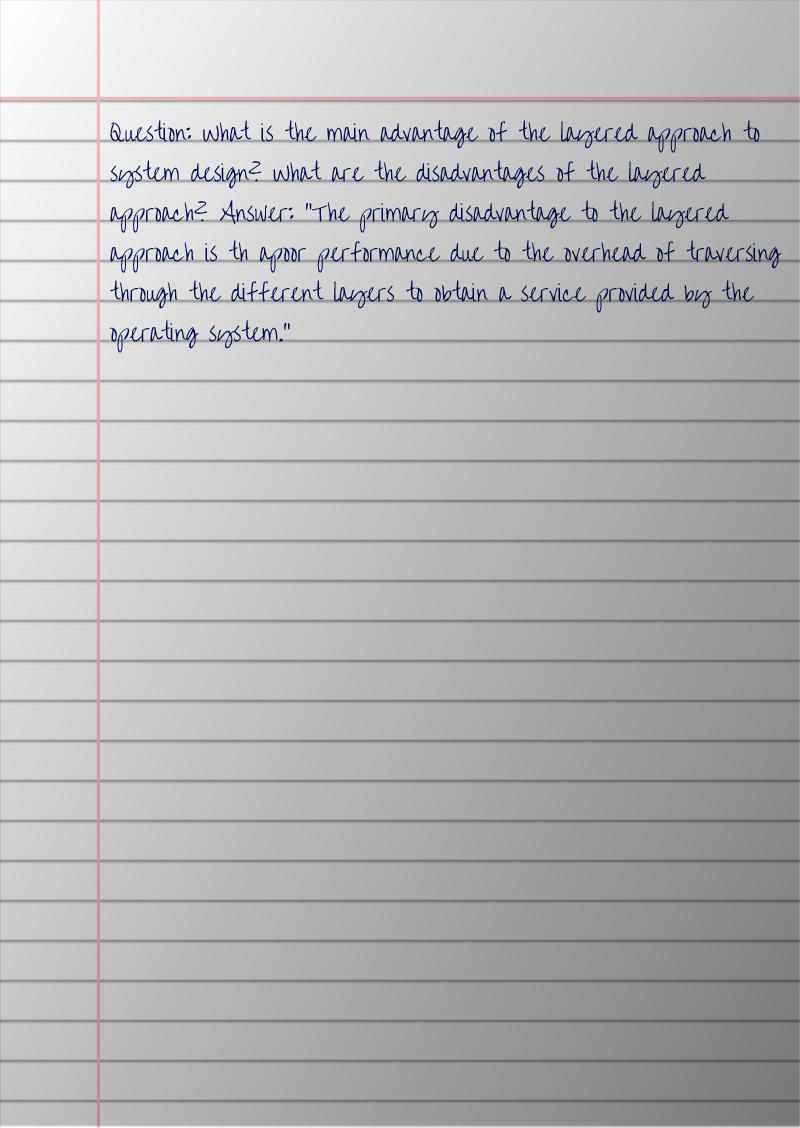 Question: What is the main advantage of the layered approach to
system design? What are the disadvantages of the layered
approach? Answer: "The primary disadvantage to the layered
approach is th apoor performance due to the overhead of traversing
through the different layers to obtain a service provided by the
operating system."